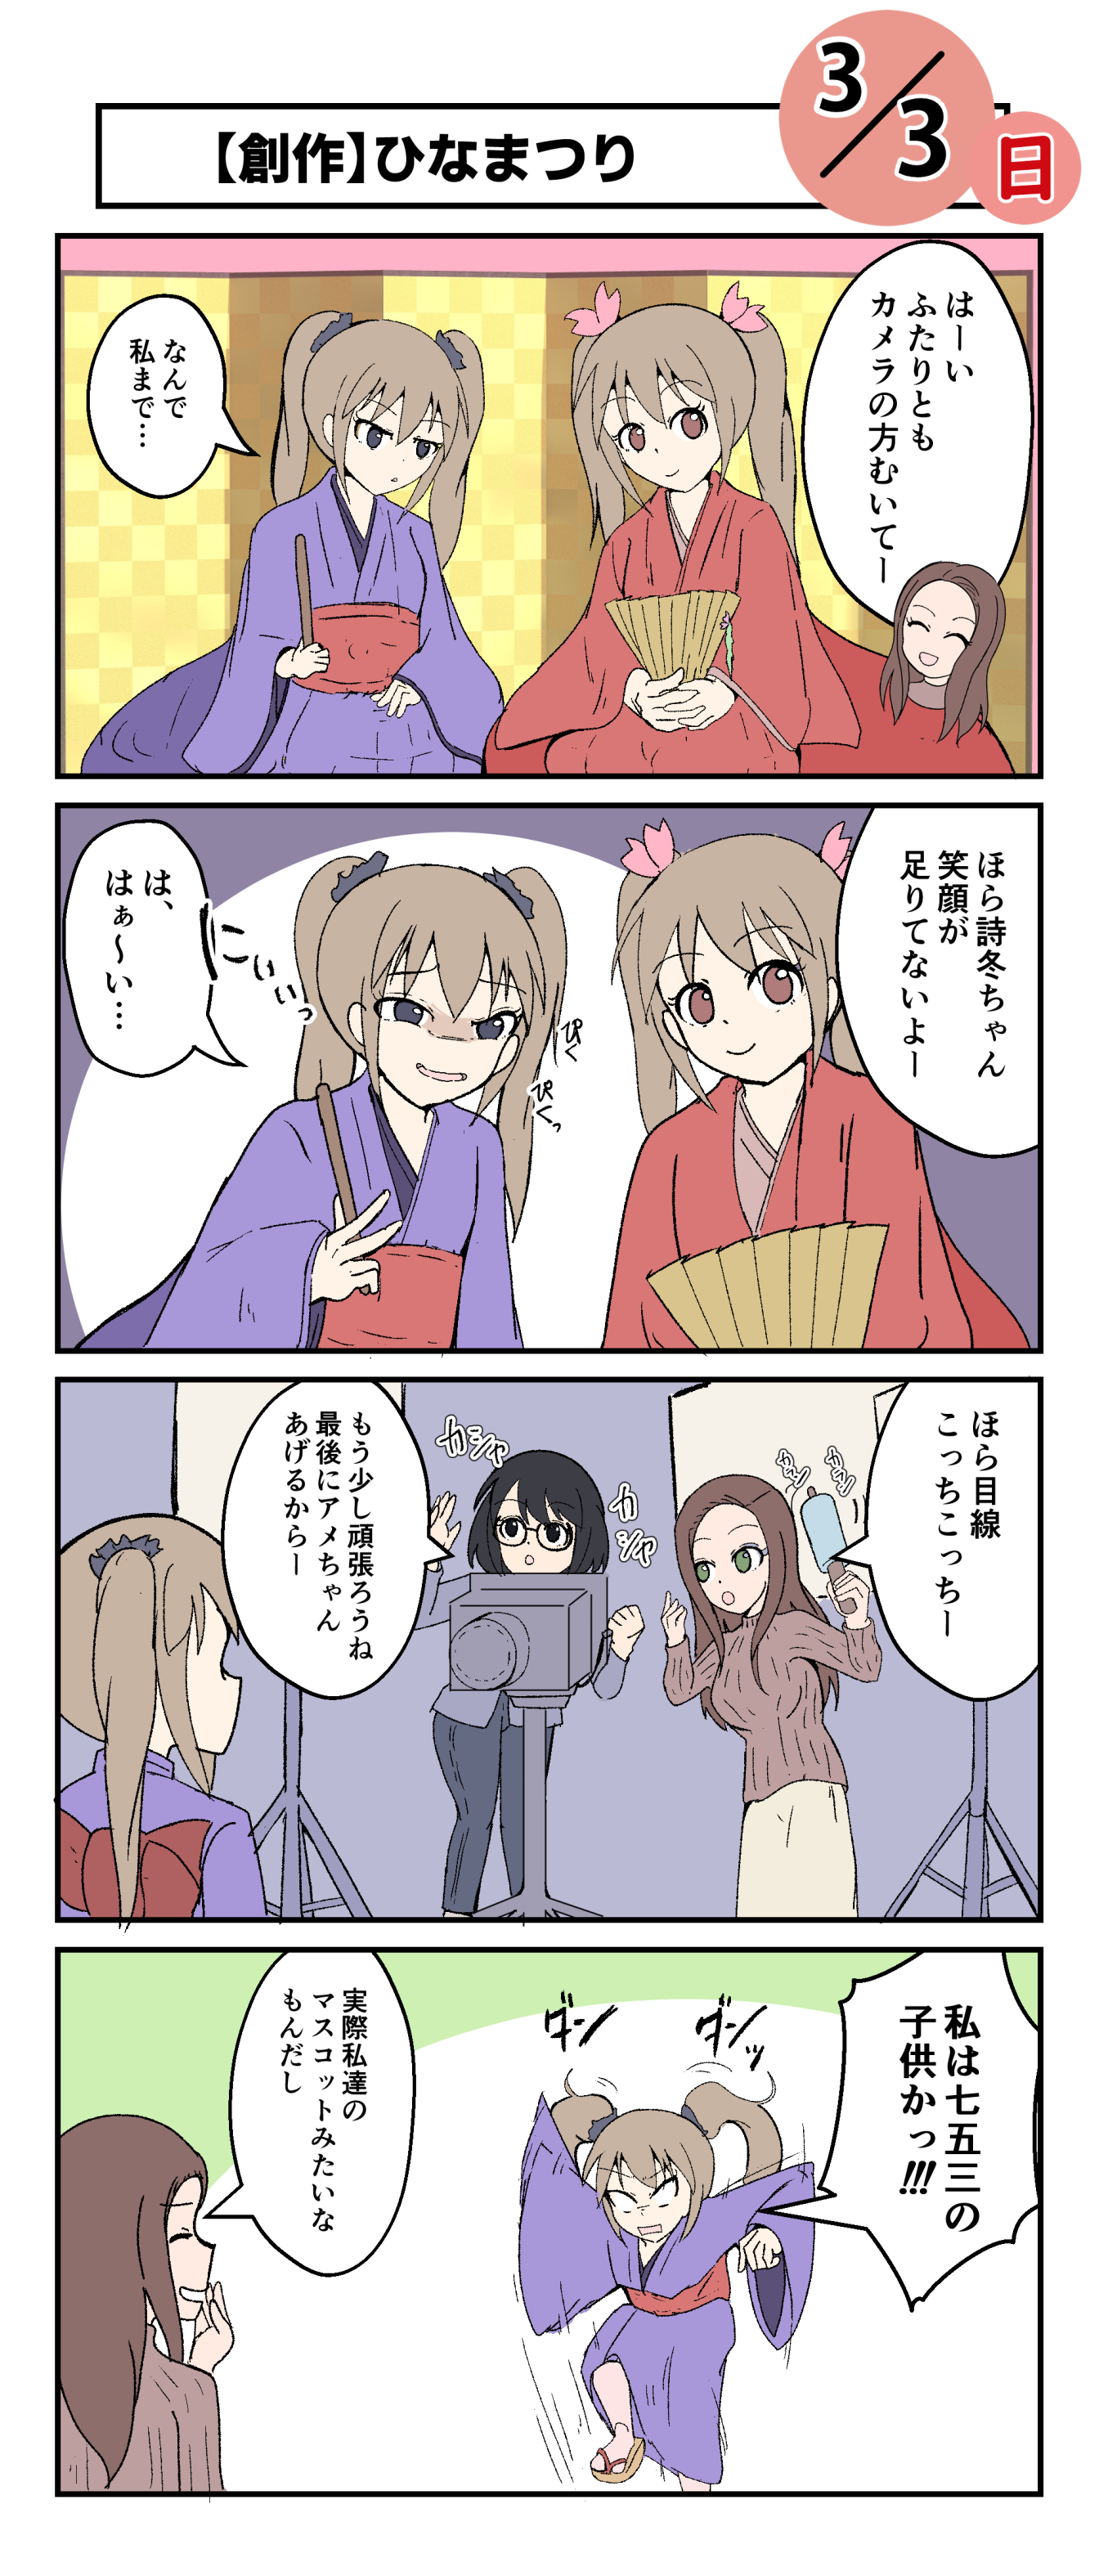 3/3
日
【創作】ひなまつり
はーい
ふたりとも
カメラの方むいてー
なんで
私まで…
ほら詩冬ちゃん
笑顔が
足りてないよー
ぴく
ぴくっ
にこぃぃっ
は、
はぁ〜い…
ほら目線
こっちこっちー
カラン
カラン
カシャ
カシャ
もう少し頑張ろうね
最後にアメちゃん
あげるからー
私は七五三の
子供かっ!!!
ダンッ
ダンッ
実際私達の
マスコットみたいな
もんだし